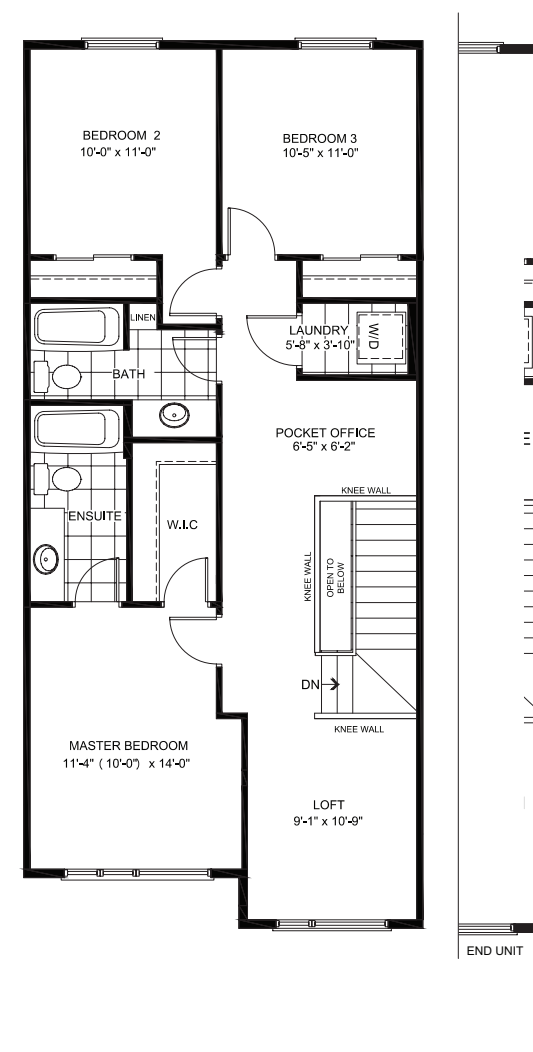 BEDROOM 2
10'-0" x 11'-0"
BEDROOM 3
10'-5" x 11'-0"
LINEN
LAUNDRY
5'-8" x 3'-10"
W/D
BATH
POCKET OFFICE
6'-5" x 6'-2"
KNEE WALL
ENSUITE
W.I.C
KNEE WALL
OPEN TO
BELOW
DN
KNEE WALL
MASTER BEDROOM
11'-4" ( 10'-0") x 14'-0"
LOFT
9'-1" x 10'-9"
END UNIT